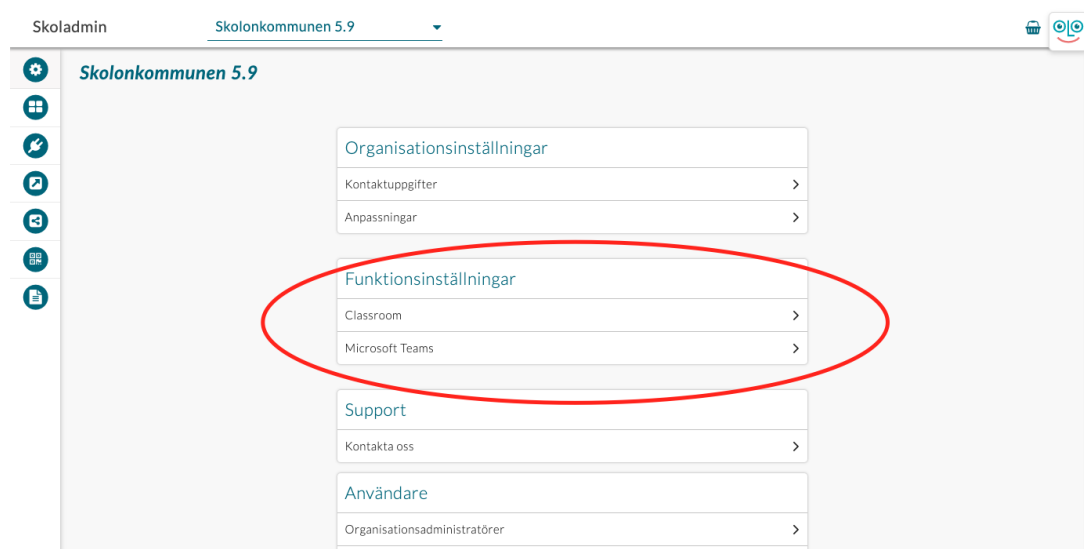 Skoladmin
Skolonkommunen 5.9
Skolonkommunen 5.9
Organisationsinställningar
Kontaktuppgifter
Anpassningar
Funktionsinställningar
Classroom
Microsoft Teams
Support
Kontakta oss
Användare
Organisationsadministratörer